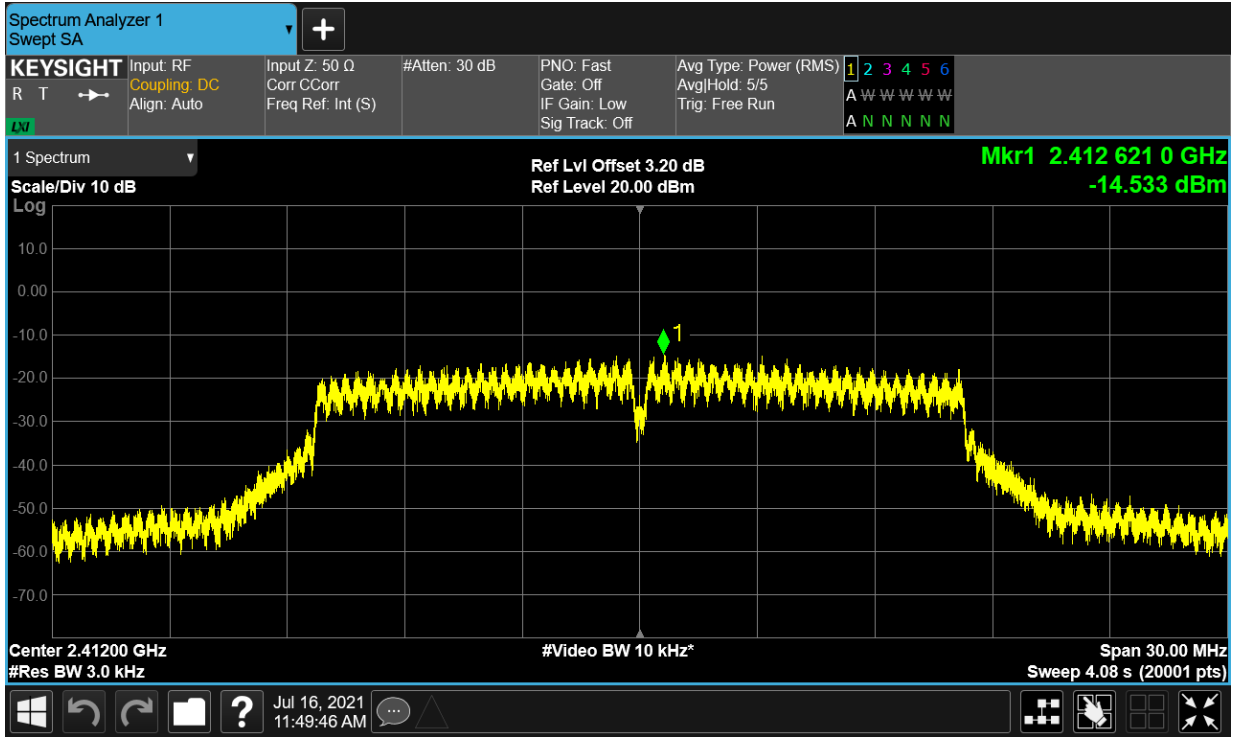 Spectrum Analyzer 1
Swept SA
▼
+
KEYSIGHT
R T
LXI
Input: RF
Coupling: DC
Align: Auto
Input Z: 50 Ω
Corr CCorr
Freq Ref: Int (S)
#Atten: 30 dB
PNO: Fast
Gate: Off
IF Gain: Low
Sig Track: Off
Avg Type: Power (RMS)
Avg|Hold: 5/5
Trig: Free Run
1 2 3 4 5 6
A W W W W W
A N N N N N
1 Spectrum ▼
Scale/Div 10 dB
Log
Ref Lvl Offset 3.20 dB
Ref Level 20.00 dBm
Mkr1 2.412 621 0 GHz
-14.533 dBm
10.0
0.00
-10.0
-20.0
-30.0
-40.0
-50.0
-60.0
-70.0
1
Center 2.41200 GHz
#Res BW 3.0 kHz
#Video BW 10 kHz*
Span 30.00 MHz
Sweep 4.08 s (20001 pts)
?
Jul 16, 2021
11:49:46 AM